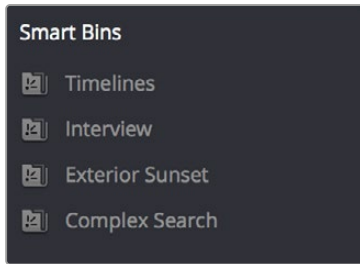 Smart Bins
Timelines
Interview
Exterior Sunset
Complex Search